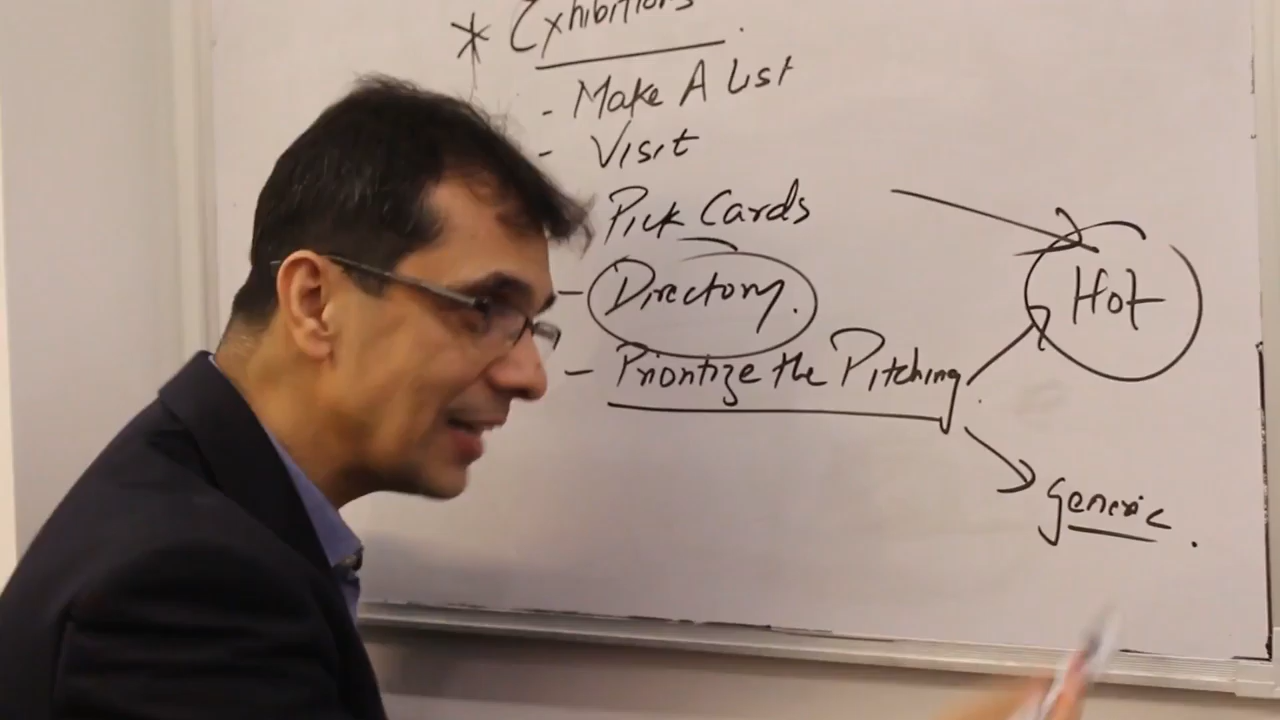 * Exhibitions.
- Make A List
- Visit
Pick Cards
- Directory.
- Prioritize the Pitching
Hot
generic.